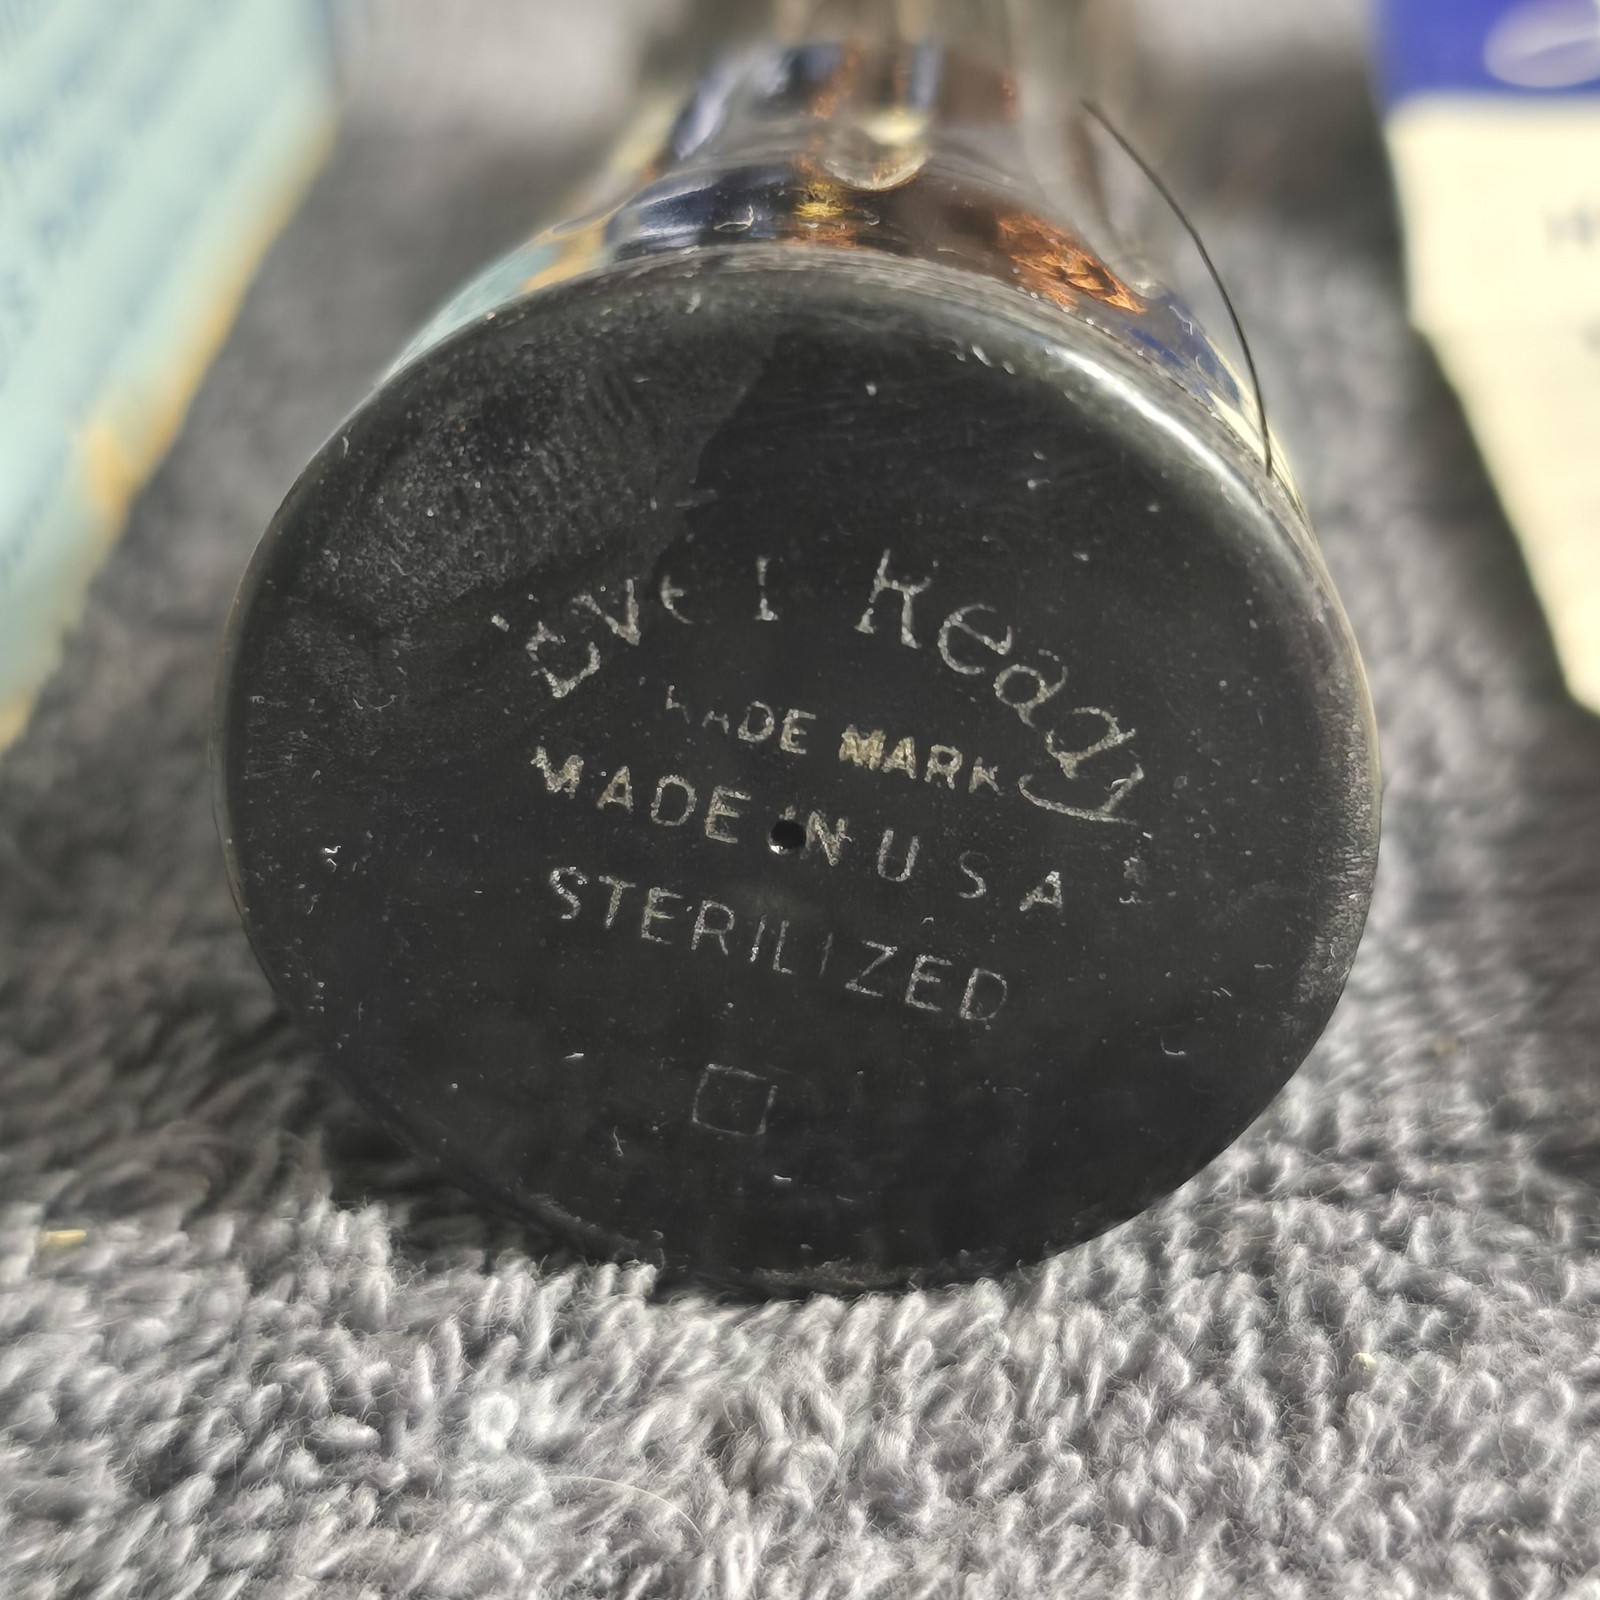 Ever Ready
TRADE MARK
MADE IN U S A
STERILIZED